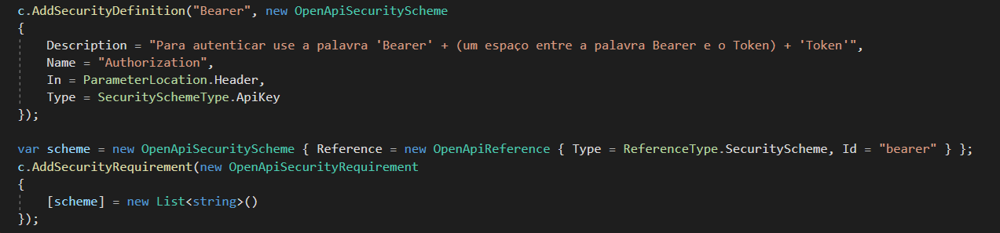 c.AddSecurityDefinition("Bearer", new OpenApiSecurityScheme
{
    Description = "Para autenticar use a palavra 'Bearer' + (um espaço entre a palavra Bearer e o Token) + 'Token'",
    Name = "Authorization",
    In = ParameterLocation.Header,
    Type = SecuritySchemeType.ApiKey
});

var scheme = new OpenApiSecurityScheme { Reference = new OpenApiReference { Type = ReferenceType.SecurityScheme, Id = "bearer" } };
c.AddSecurityRequirement(new OpenApiSecurityRequirement
{
    [scheme] = new List<string>()
});